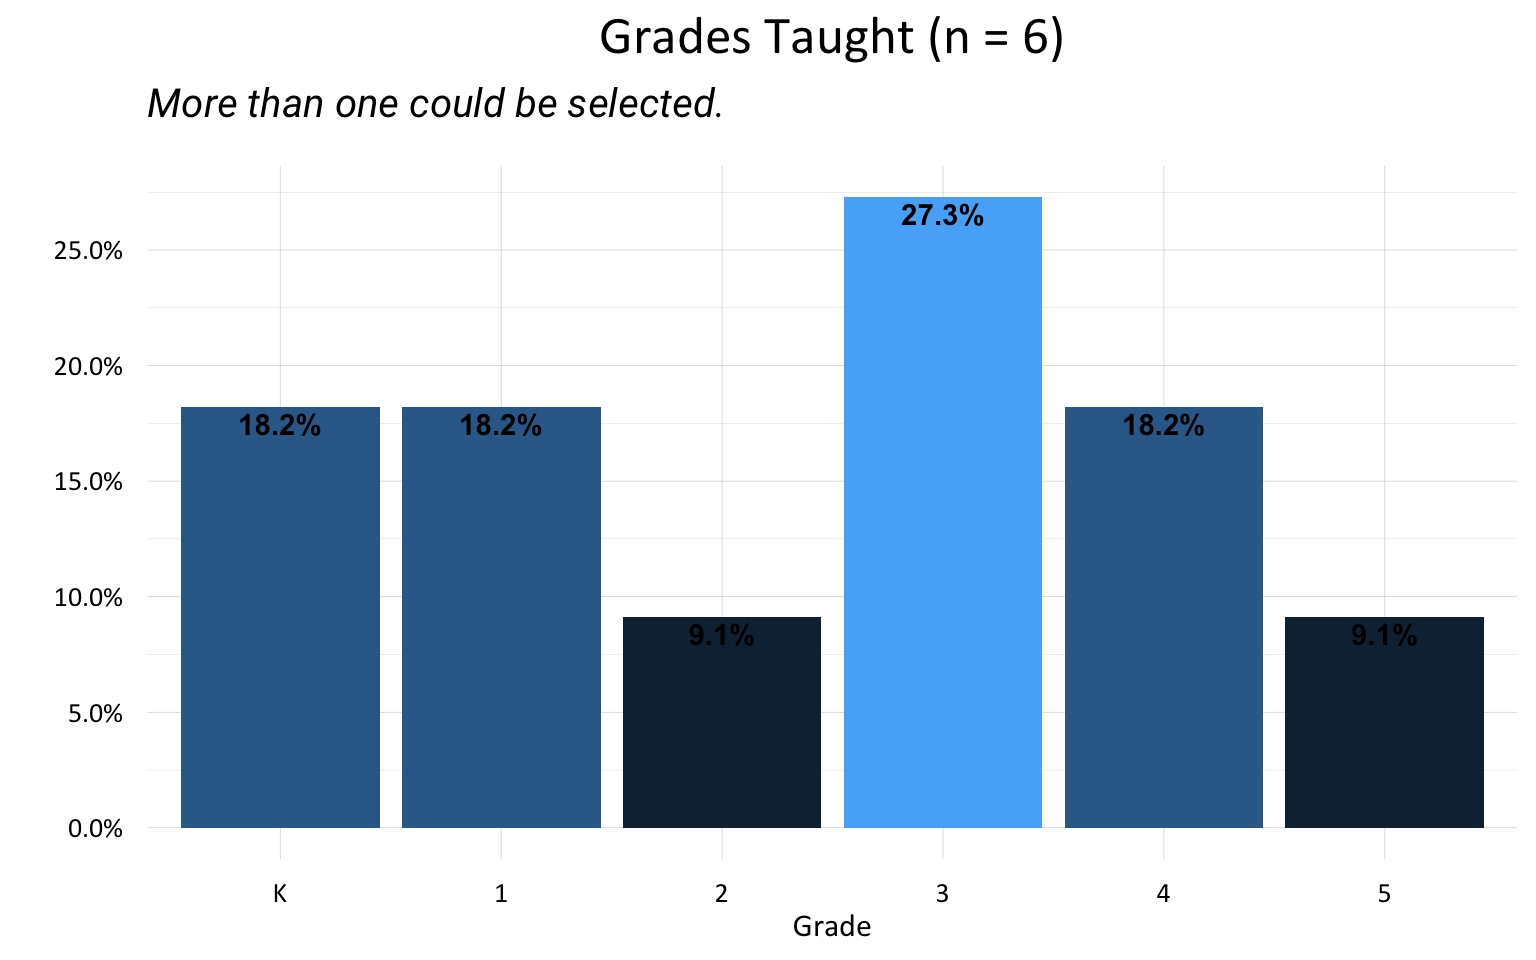 Grades Taught (n = 6)
More than one could be selected.
27.3%
25.0%
20.0%
18.2% 18.2% 18.2%
15.0%
10.0%
9.1% 9.1%
5.0%
0.0%
K 1 2 3 4 5
Grade